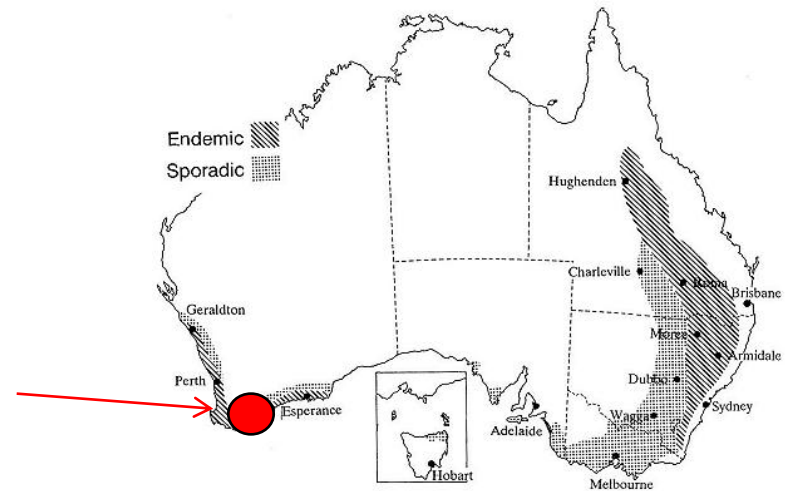 Endemic
Sporadic
Hughenden
Charleville
Roma
Brisbane
Geraldton
Moree
Armidale
Perth
Dubbo
Esperance
Sydney
Wagga
Adelaide
Hobart
Melbourne